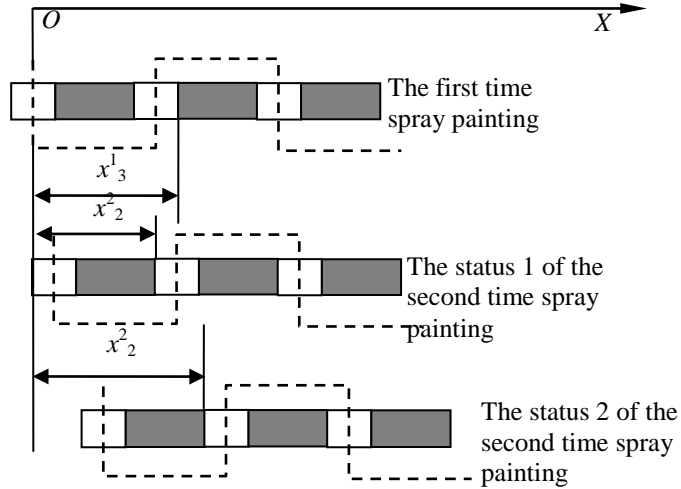 O X
The first time
spray painting
x¹₃
x²₂
The status 1 of the
second time spray
painting
x²₂
The status 2 of the
second time spray
painting